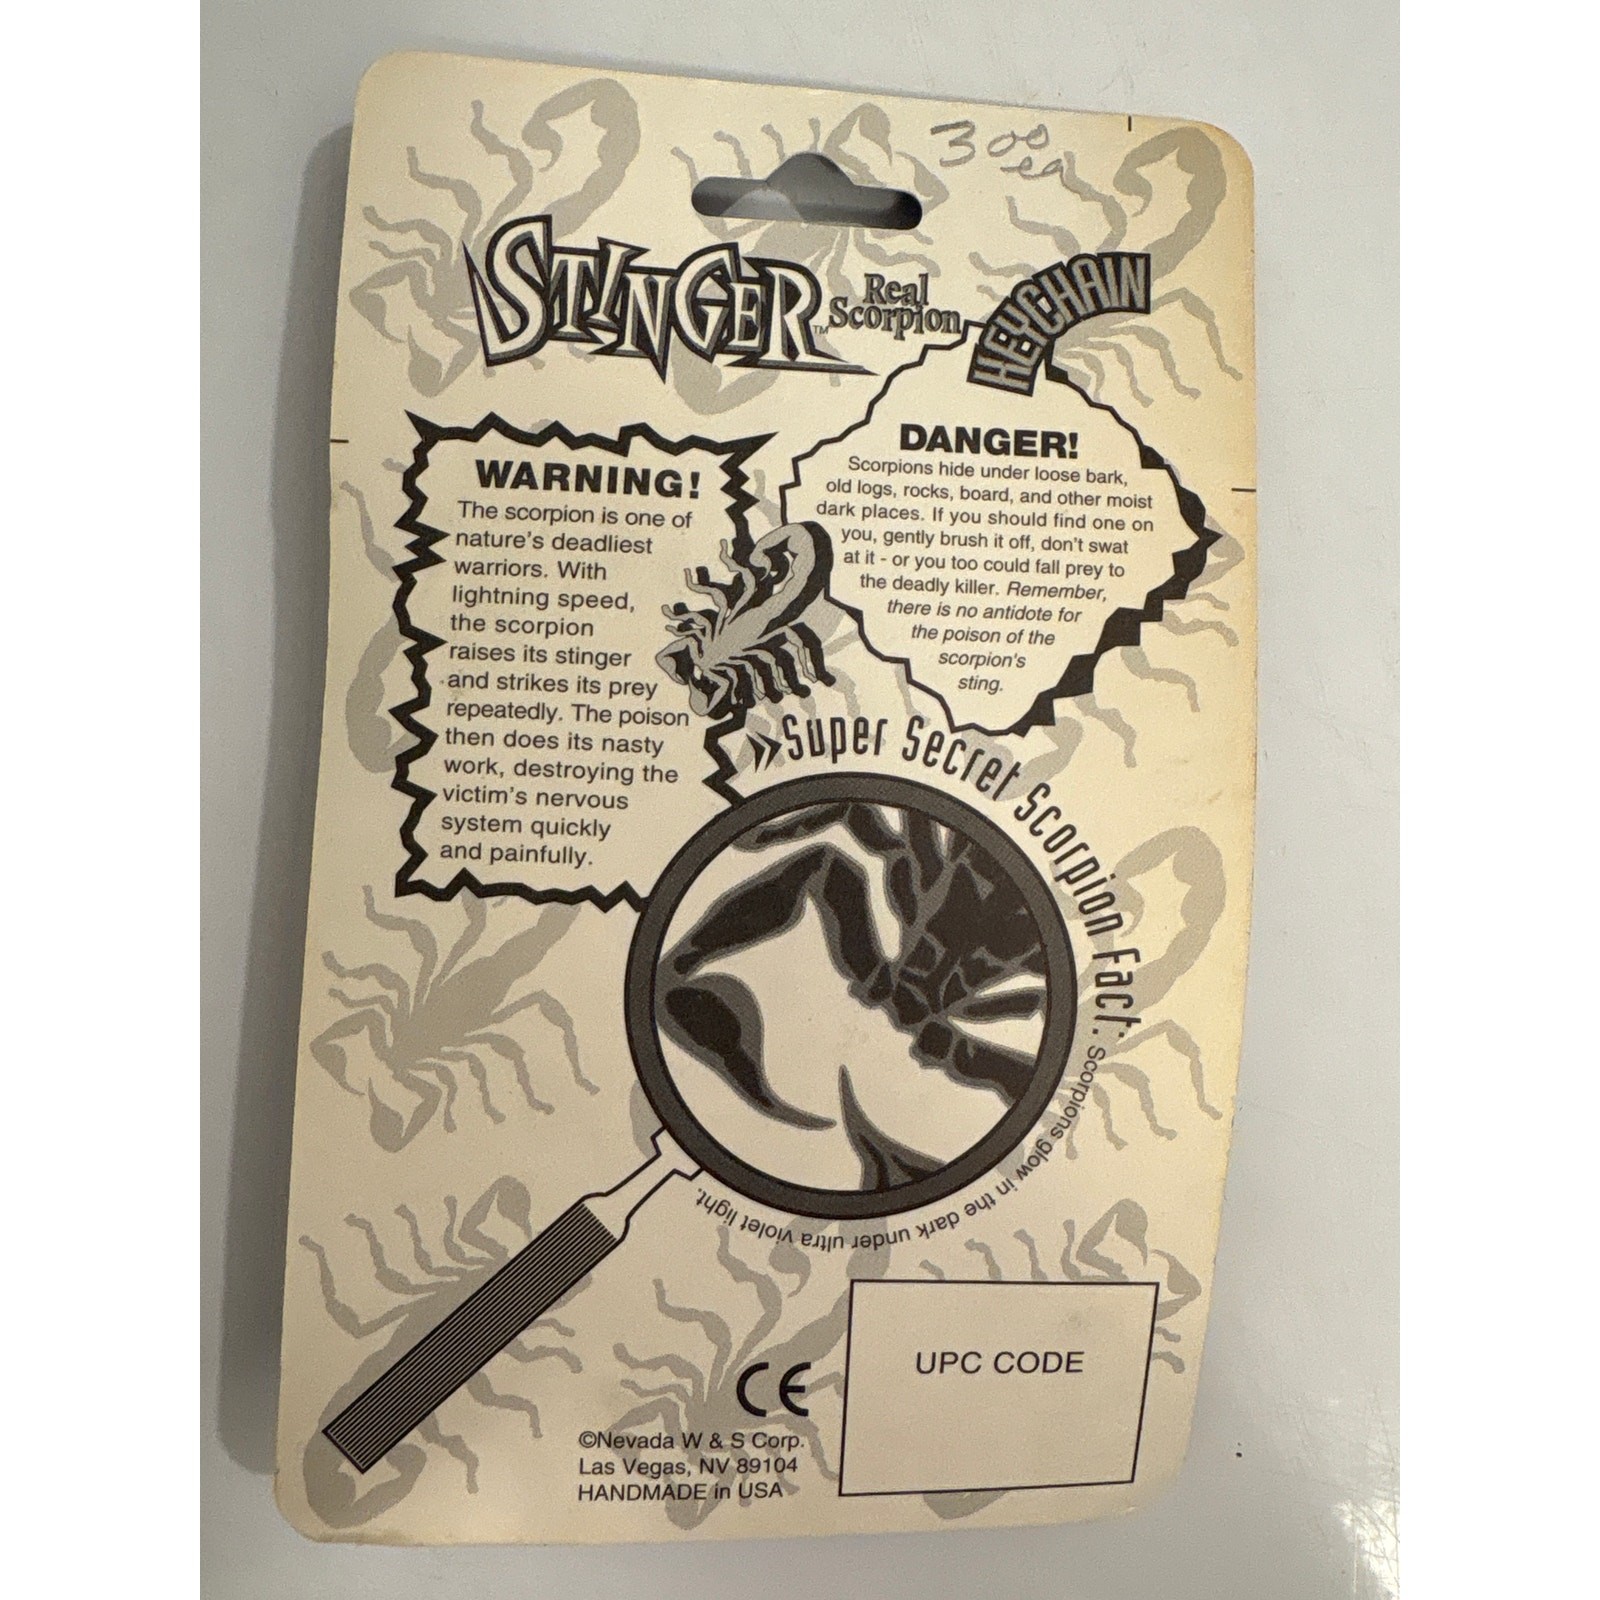 3 00
ea
STINGER™
Real
Scorpion
KEYCHAIN
WARNING!
The scorpion is one of
nature's deadliest
warriors. With
lightning speed,
the scorpion
raises its stinger
and strikes its prey
repeatedly. The poison
then does its nasty
work, destroying the
victim's nervous
system quickly
and painfully.
DANGER!
Scorpions hide under loose bark,
old logs, rocks, board, and other moist
dark places. If you should find one on
you, gently brush it off, don't swat
at it - or you too could fall prey to
the deadly killer. Remember,
there is no antidote for
the poison of the
scorpion's
sting.
»Super Secret Scorpion Fact: Scorpions glow in the dark under ultra violet light.
UPC CODE
CE
©Nevada W & S Corp.
Las Vegas, NV 89104
HANDMADE in USA